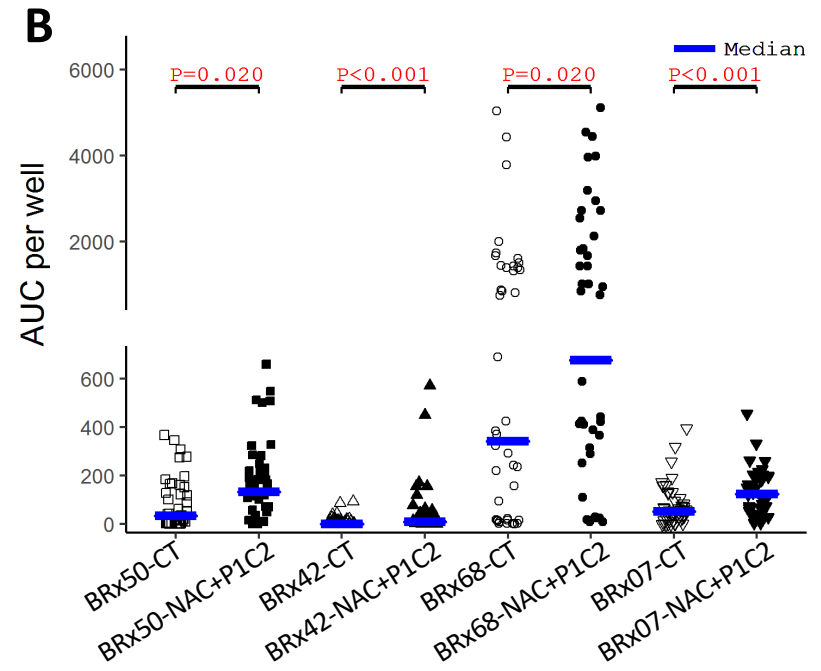 B
Median
P=0.020
P<0.001
P=0.020
P<0.001
AUC per well
6000
4000
2000
600
400
200
0
BRx50-CT
BRx50-NAC+P1C2
BRx42-CT
BRx42-NAC+P1C2
BRx68-CT
BRx68-NAC+P1C2
BRx07-CT
BRx07-NAC+P1C2